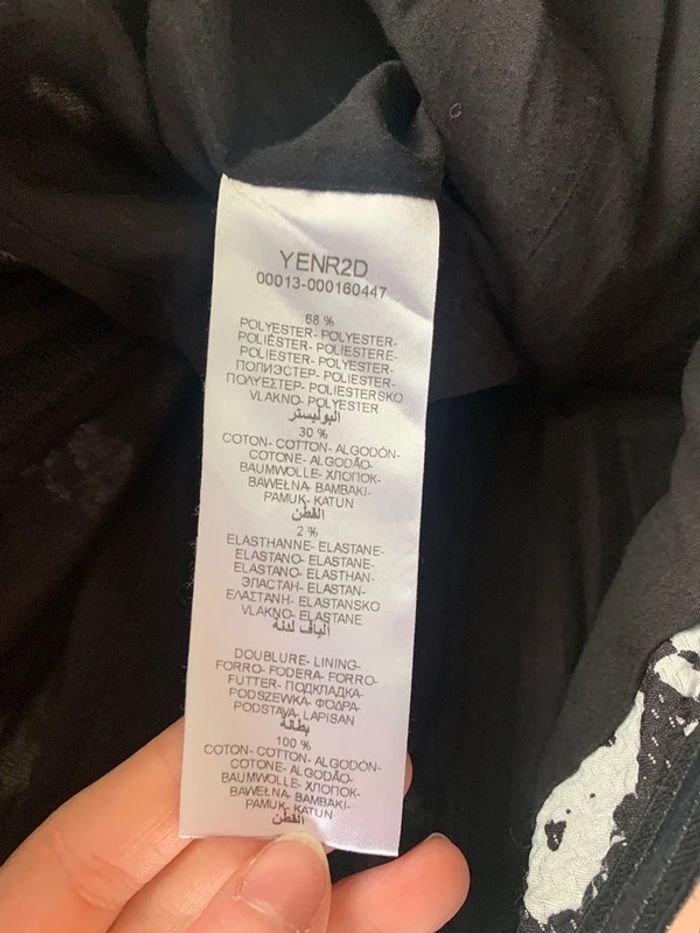 YENR2D
00013-000160447
68 %
POLYESTER- POLYESTER-
POLIÉSTER- POLIESTERE-
POLIESTER- POLYESTER-
ПОЛИЭСТЕР- POLIESTER-
ΠΟΛΥΕΣΤΕΡ- POLIESTERSKO
VLAKNO- POLYESTER
البوليستر
30 %
COTON- COTTON- ALGODÓN-
COTONE- ALGODÃO-
BAUMWOLLE- ХЛОПОК-
BAWEŁNA- BAMBAKI-
PAMUK- KATUN
القطن
2 %
ELASTHANNE- ELASTANE-
ELASTANO- ELASTANE-
ELASTANO- ELASTHAN-
ЭЛАСТАН- ELASTAN-
ΕΛΑΣΤΑΝΗ- ELASTANSKO
VLAKNO- ELASTANE
الياف لدنة
DOUBLURE- LINING-
FORRO- FODERA- FORRO-
FUTTER- ПОДКЛАДКА-
PODSZEWKA- ΦΟΔΡΑ-
PODSTAVA- LAPISAN
بطانة
100 %
COTON- COTTON- ALGODÓN-
COTONE- ALGODÃO-
BAUMWOLLE- ХЛОПОК-
BAWEŁNA- BAMBAKI-
PAMUK- KATUN
القطن